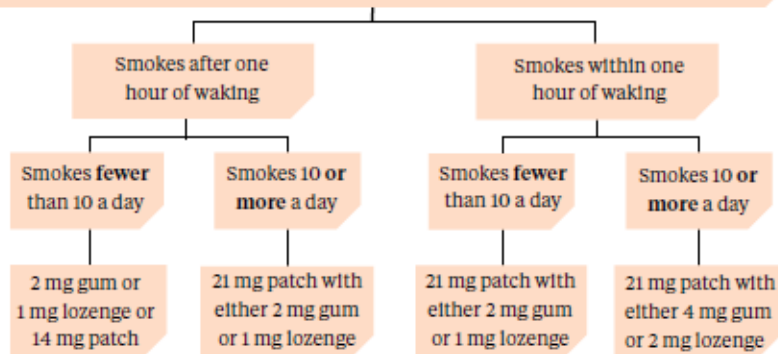 Smokes after one
hour of waking
Smokes within one
hour of waking
Smokes fewer
than 10 a day
Smokes 10 or
more a day
Smokes fewer
than 10 a day
Smokes 10 or
more a day
2 mg gum or
1 mg lozenge or
14 mg patch
21 mg patch with
either 2 mg gum
or 1 mg lozenge
21 mg patch with
either 2 mg gum
or 1 mg lozenge
21 mg patch with
either 4 mg gum
or 2 mg lozenge